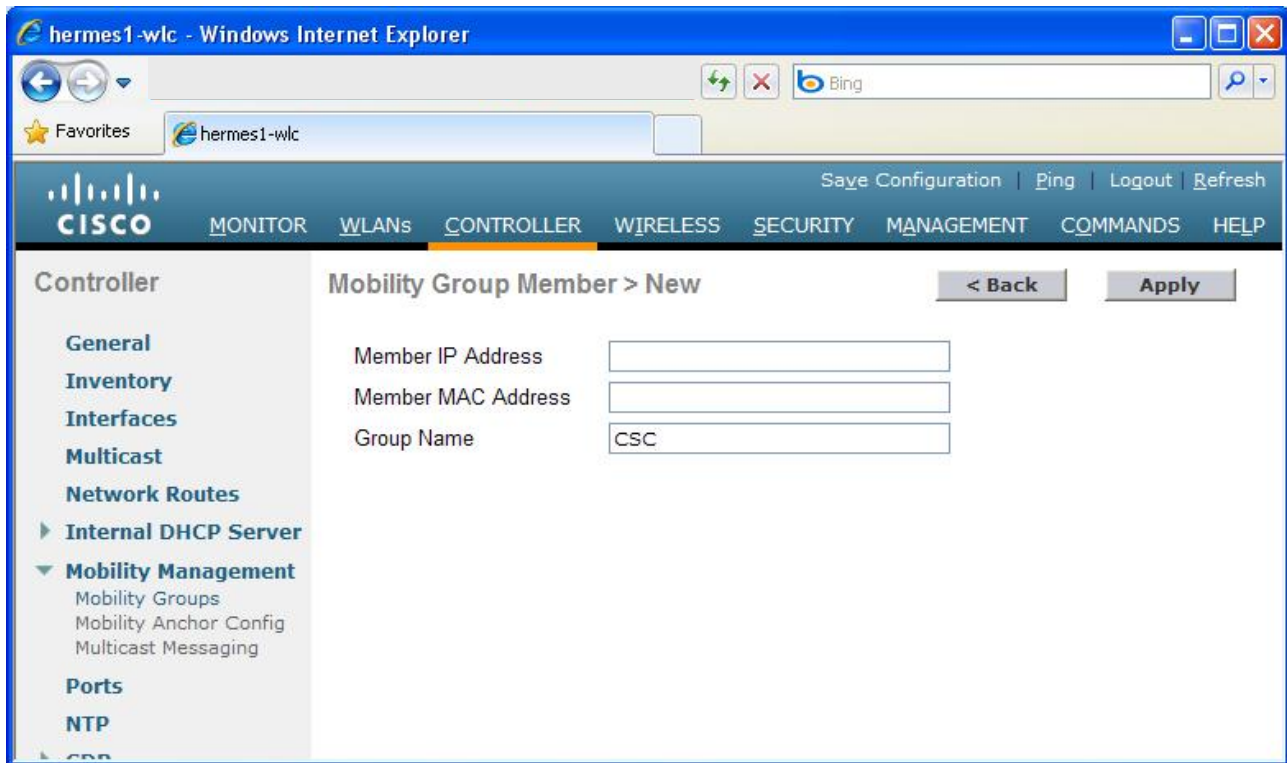 hermes1-wlc - Windows Internet Explorer
Bing
Favorites hermes1-wlc
Save Configuration | Ping | Logout | Refresh
CISCO MONITOR WLANs CONTROLLER WIRELESS SECURITY MANAGEMENT COMMANDS HELP
Controller
Mobility Group Member > New
< Back
Apply
General
Inventory
Interfaces
Multicast
Network Routes
Internal DHCP Server
Mobility Management
Mobility Groups
Mobility Anchor Config
Multicast Messaging
Ports
NTP
CDP
Member IP Address
Member MAC Address
Group Name CSC